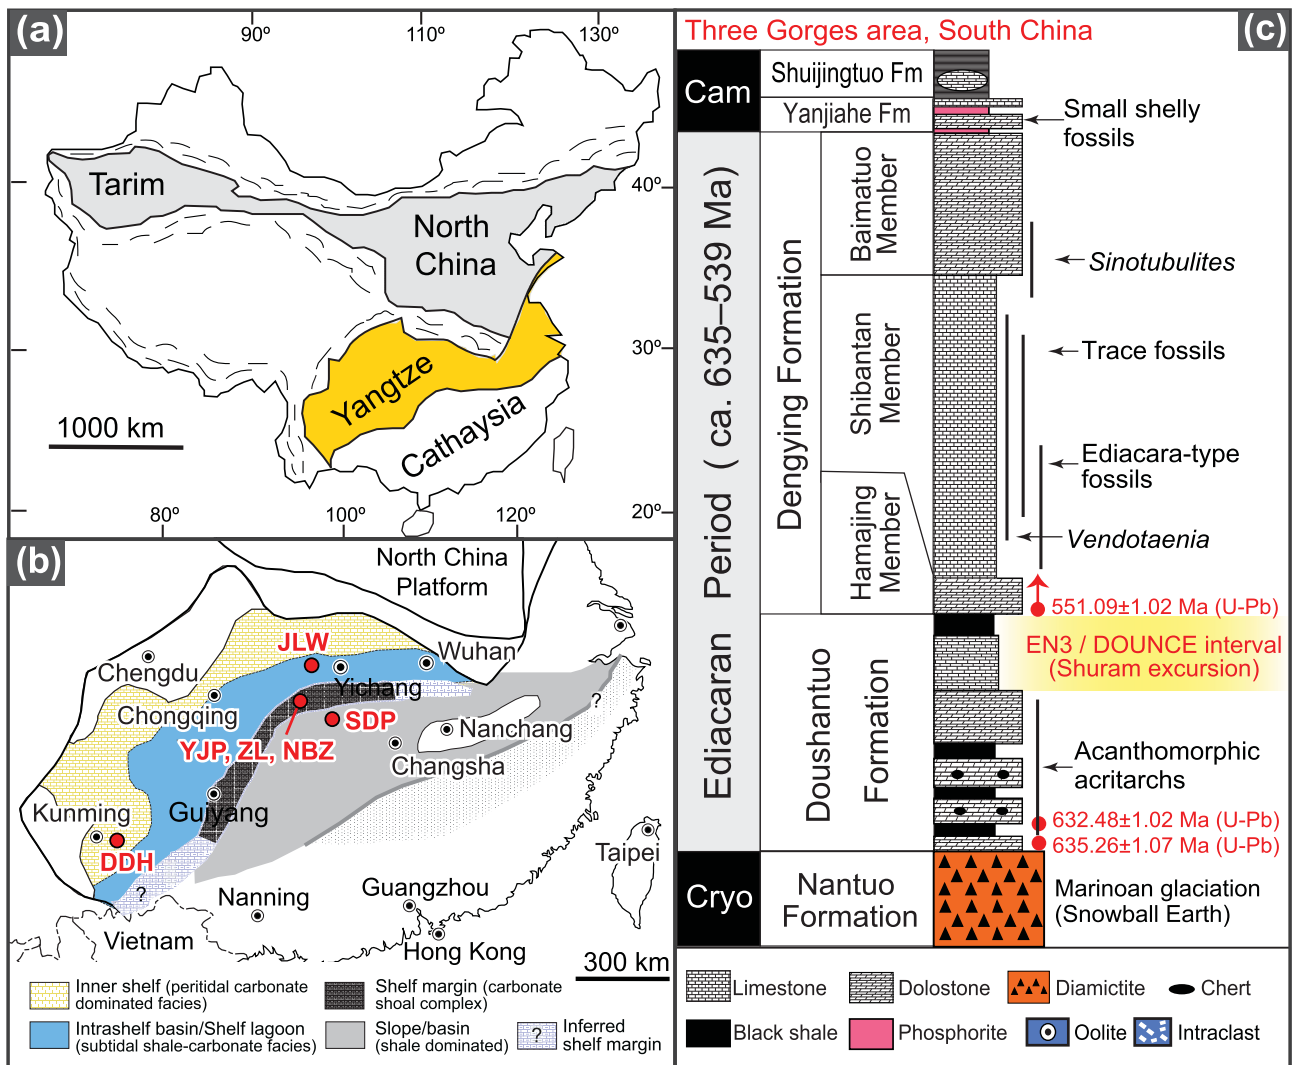 (a)
90º
110º
130º
Tarim
North
China
40º
30º
20º
Yangtze
Cathaysia
1000 km
80º
100º
120º
(b)
North China
Platform
JLW
Wuhan
Chengdu
Yichang
Chongqing
SDP
YJP, ZL, NBZ
Nanchang
?
Changsha
Kunming
Guiyang
DDH
?
Taipei
Nanning
Guangzhou
Vietnam
Hong Kong
300 km
Inner shelf (peritidal carbonate
dominated facies)
Shelf margin (carbonate
shoal complex)
Intrashelf basin/Shelf lagoon
(subtidal shale-carbonate facies)
Slope/basin
(shale dominated)
?
Inferred
shelf margin
Three Gorges area, South China
(c)
Cam
Shuijingtuo Fm
Yanjiahe Fm
Small shelly
fossils
Ediacaran Period ( ca. 635–539 Ma)
Dengying Formation
Baimatuo
Member
Shibantan
Member
Hamajing
Member
Sinotubulites
Trace fossils
Ediacara-type
fossils
Vendotaenia
551.09±1.02 Ma (U-Pb)
EN3 / DOUNCE interval
(Shuram excursion)
Doushantuo
Formation
Acanthomorphic
acritarchs
632.48±1.02 Ma (U-Pb)
635.26±1.07 Ma (U-Pb)
Cryo
Nantuo
Formation
Marinoan glaciation
(Snowball Earth)
Limestone
Dolostone
Diamictite
Chert
Black shale
Phosphorite
Oolite
Intraclast